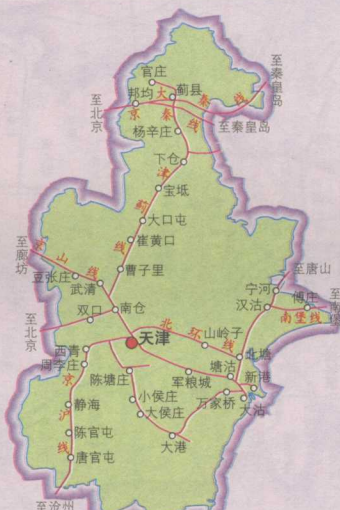 官庄
蓟县
邦均
大
秦
线
京
秦
线
至秦皇岛
至北京
杨辛庄
至秦皇岛
下仓
津
蓟
线
宝坻
大口屯
崔黄口
曹子里
至廊坊
京
山
线
豆张庄
武清
至唐山
宁河
汉沽
南堡线
双口
南仓
至北京
天津
北
环
线
山岭子
北塘
西青
周李庄
陈塘庄
军粮城
塘沽
新港
万家桥
大沽
京
沪
线
静海
小侯庄
大侯庄
陈官屯
大港
唐官屯
至沧州